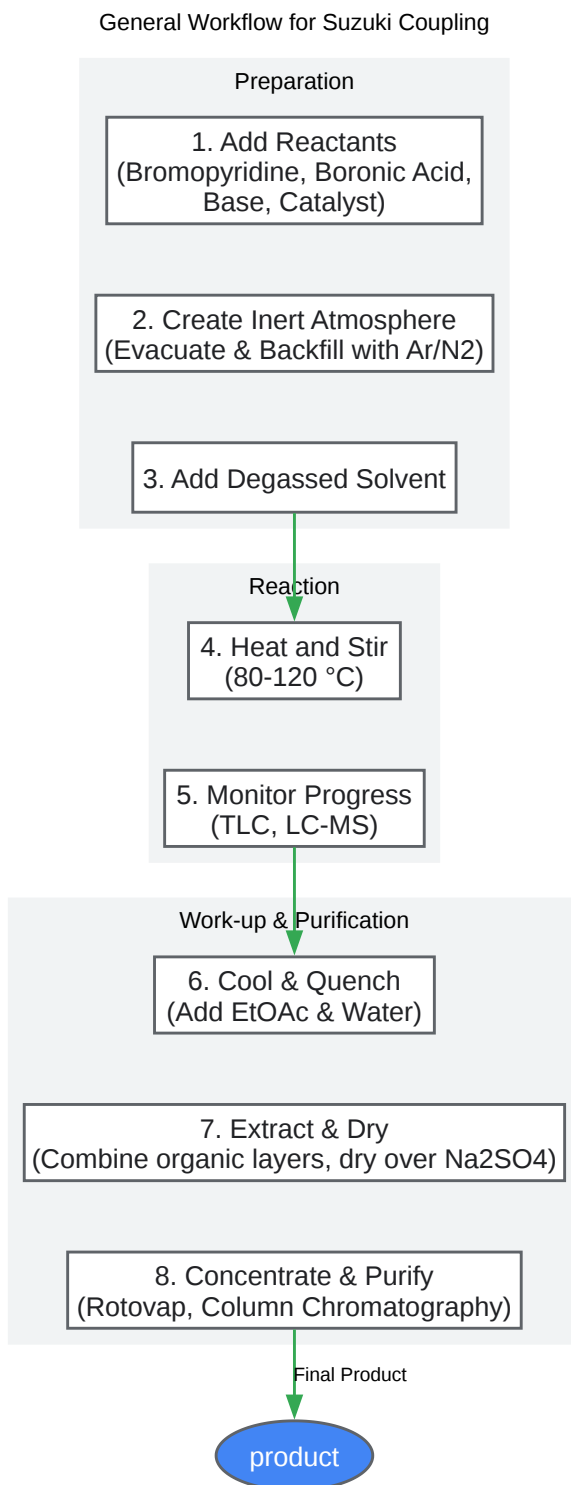 General Workflow for Suzuki Coupling
Preparation
1. Add Reactants
(Bromopyridine, Boronic Acid,
Base, Catalyst)
2. Create Inert Atmosphere
(Evacuate & Backfill with Ar/N2)
3. Add Degassed Solvent
Reaction
4. Heat and Stir
(80-120 °C)
5. Monitor Progress
(TLC, LC-MS)
Work-up & Purification
6. Cool & Quench
(Add EtOAc & Water)
7. Extract & Dry
(Combine organic layers, dry over Na2SO4)
8. Concentrate & Purify
(Rotovap, Column Chromatography)
Final Product
product